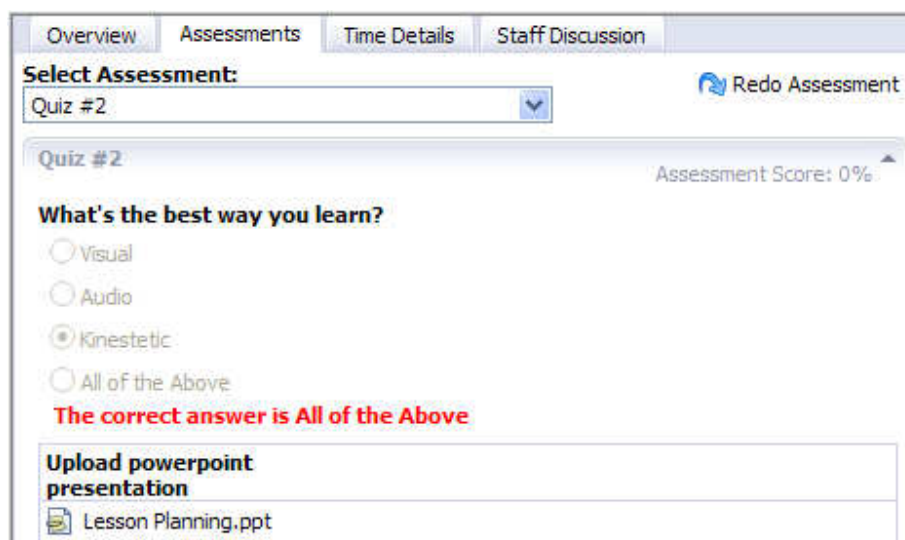 Overview Assessments Time Details Staff Discussion
Select Assessment:
Redo Assessment
Quiz #2
Quiz #2
Assessment Score: 0%
What's the best way you learn?
Visual
Audio
Kinestetic
All of the Above
The correct answer is All of the Above
Upload powerpoint
presentation
Lesson Planning.ppt